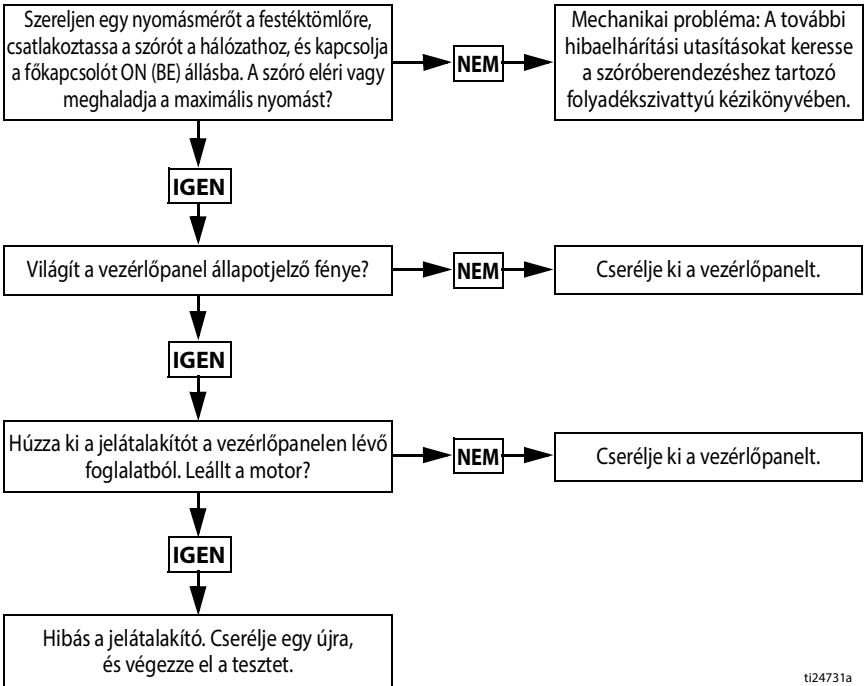 Szereljen egy nyomásmérőt a festéktömlőre,
csatlakoztassa a szórót a hálózathoz, és kapcsolja
a főkapcsolót ON (BE) állásba. A szóró eléri vagy
meghaladja a maximális nyomást?
NEM
Mechanikai probléma: A további
hibaelhárítási utasításokat keresse
a szóróberendezéshez tartozó
folyadékszivattyú kézikönyvében.
IGEN
Világít a vezérlőpanel állapotjelző fénye?
NEM
Cserélje ki a vezérlőpanelt.
IGEN
Húzza ki a jelátalakítót a vezérlőpanelen lévő
foglalatból. Leállt a motor?
NEM
Cserélje ki a vezérlőpanelt.
IGEN
Hibás a jelátalakító. Cserélje egy újra,
és végezze el a tesztet.
ti24731a